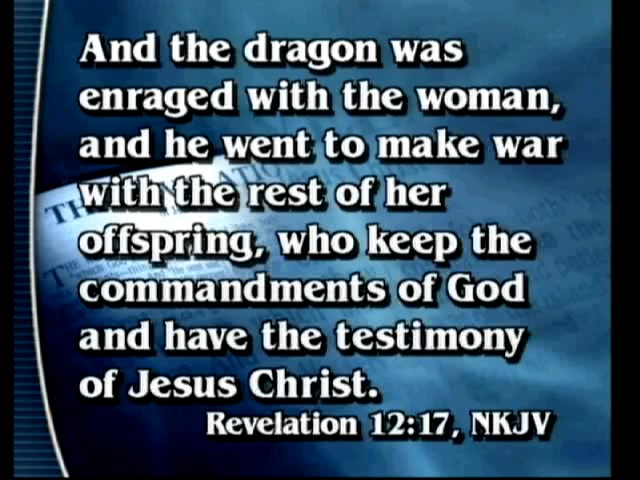 And the dragon was
enraged with the woman,
and he went to make war
with the rest of her
offspring, who keep the
commandments of God
and have the testimony
of Jesus Christ.
Revelation 12:17, NKJV